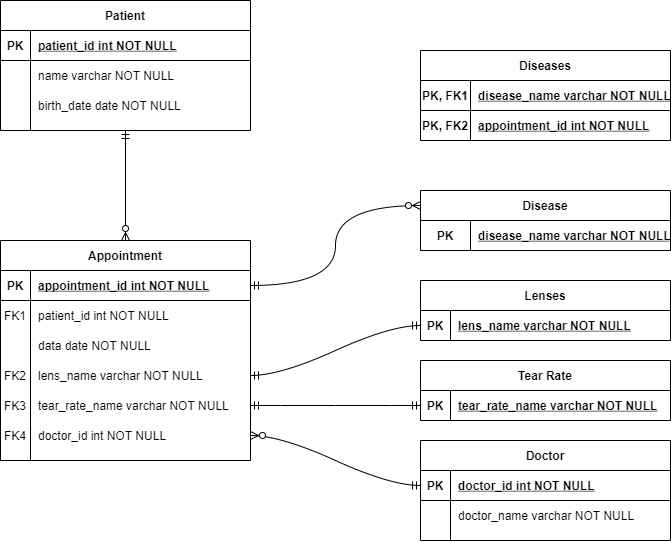 Patient
PK patient_id int NOT NULL
name varchar NOT NULL
birth_date date NOT NULL
Diseases
PK, FK1 disease_name varchar NOT NULL
PK, FK2 appointment_id int NOT NULL
Disease
PK disease_name varchar NOT NULL
Appointment
PK appointment_id int NOT NULL
FK1 patient_id int NOT NULL
data date NOT NULL
FK2 lens_name varchar NOT NULL
FK3 tear_rate_name varchar NOT NULL
FK4 doctor_id int NOT NULL
Lenses
PK lens_name varchar NOT NULL
Tear Rate
PK tear_rate_name varchar NOT NULL
Doctor
PK doctor_id int NOT NULL
doctor_name varchar NOT NULL